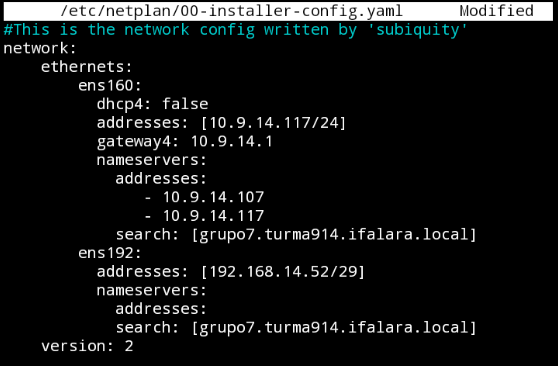 /etc/netplan/00-installer-config.yaml Modified
#This is the network config written by 'subiquity'
network:
    ethernets:
        ens160:
          dhcp4: false
          addresses: [10.9.14.117/24]
          gateway4: 10.9.14.1
          nameservers:
            addresses:
               - 10.9.14.107
               - 10.9.14.117
            search: [grupo7.turma914.ifalara.local]
        ens192:
          addresses: [192.168.14.52/29]
          nameservers:
            addresses:
            search: [grupo7.turma914.ifalara.local]
    version: 2